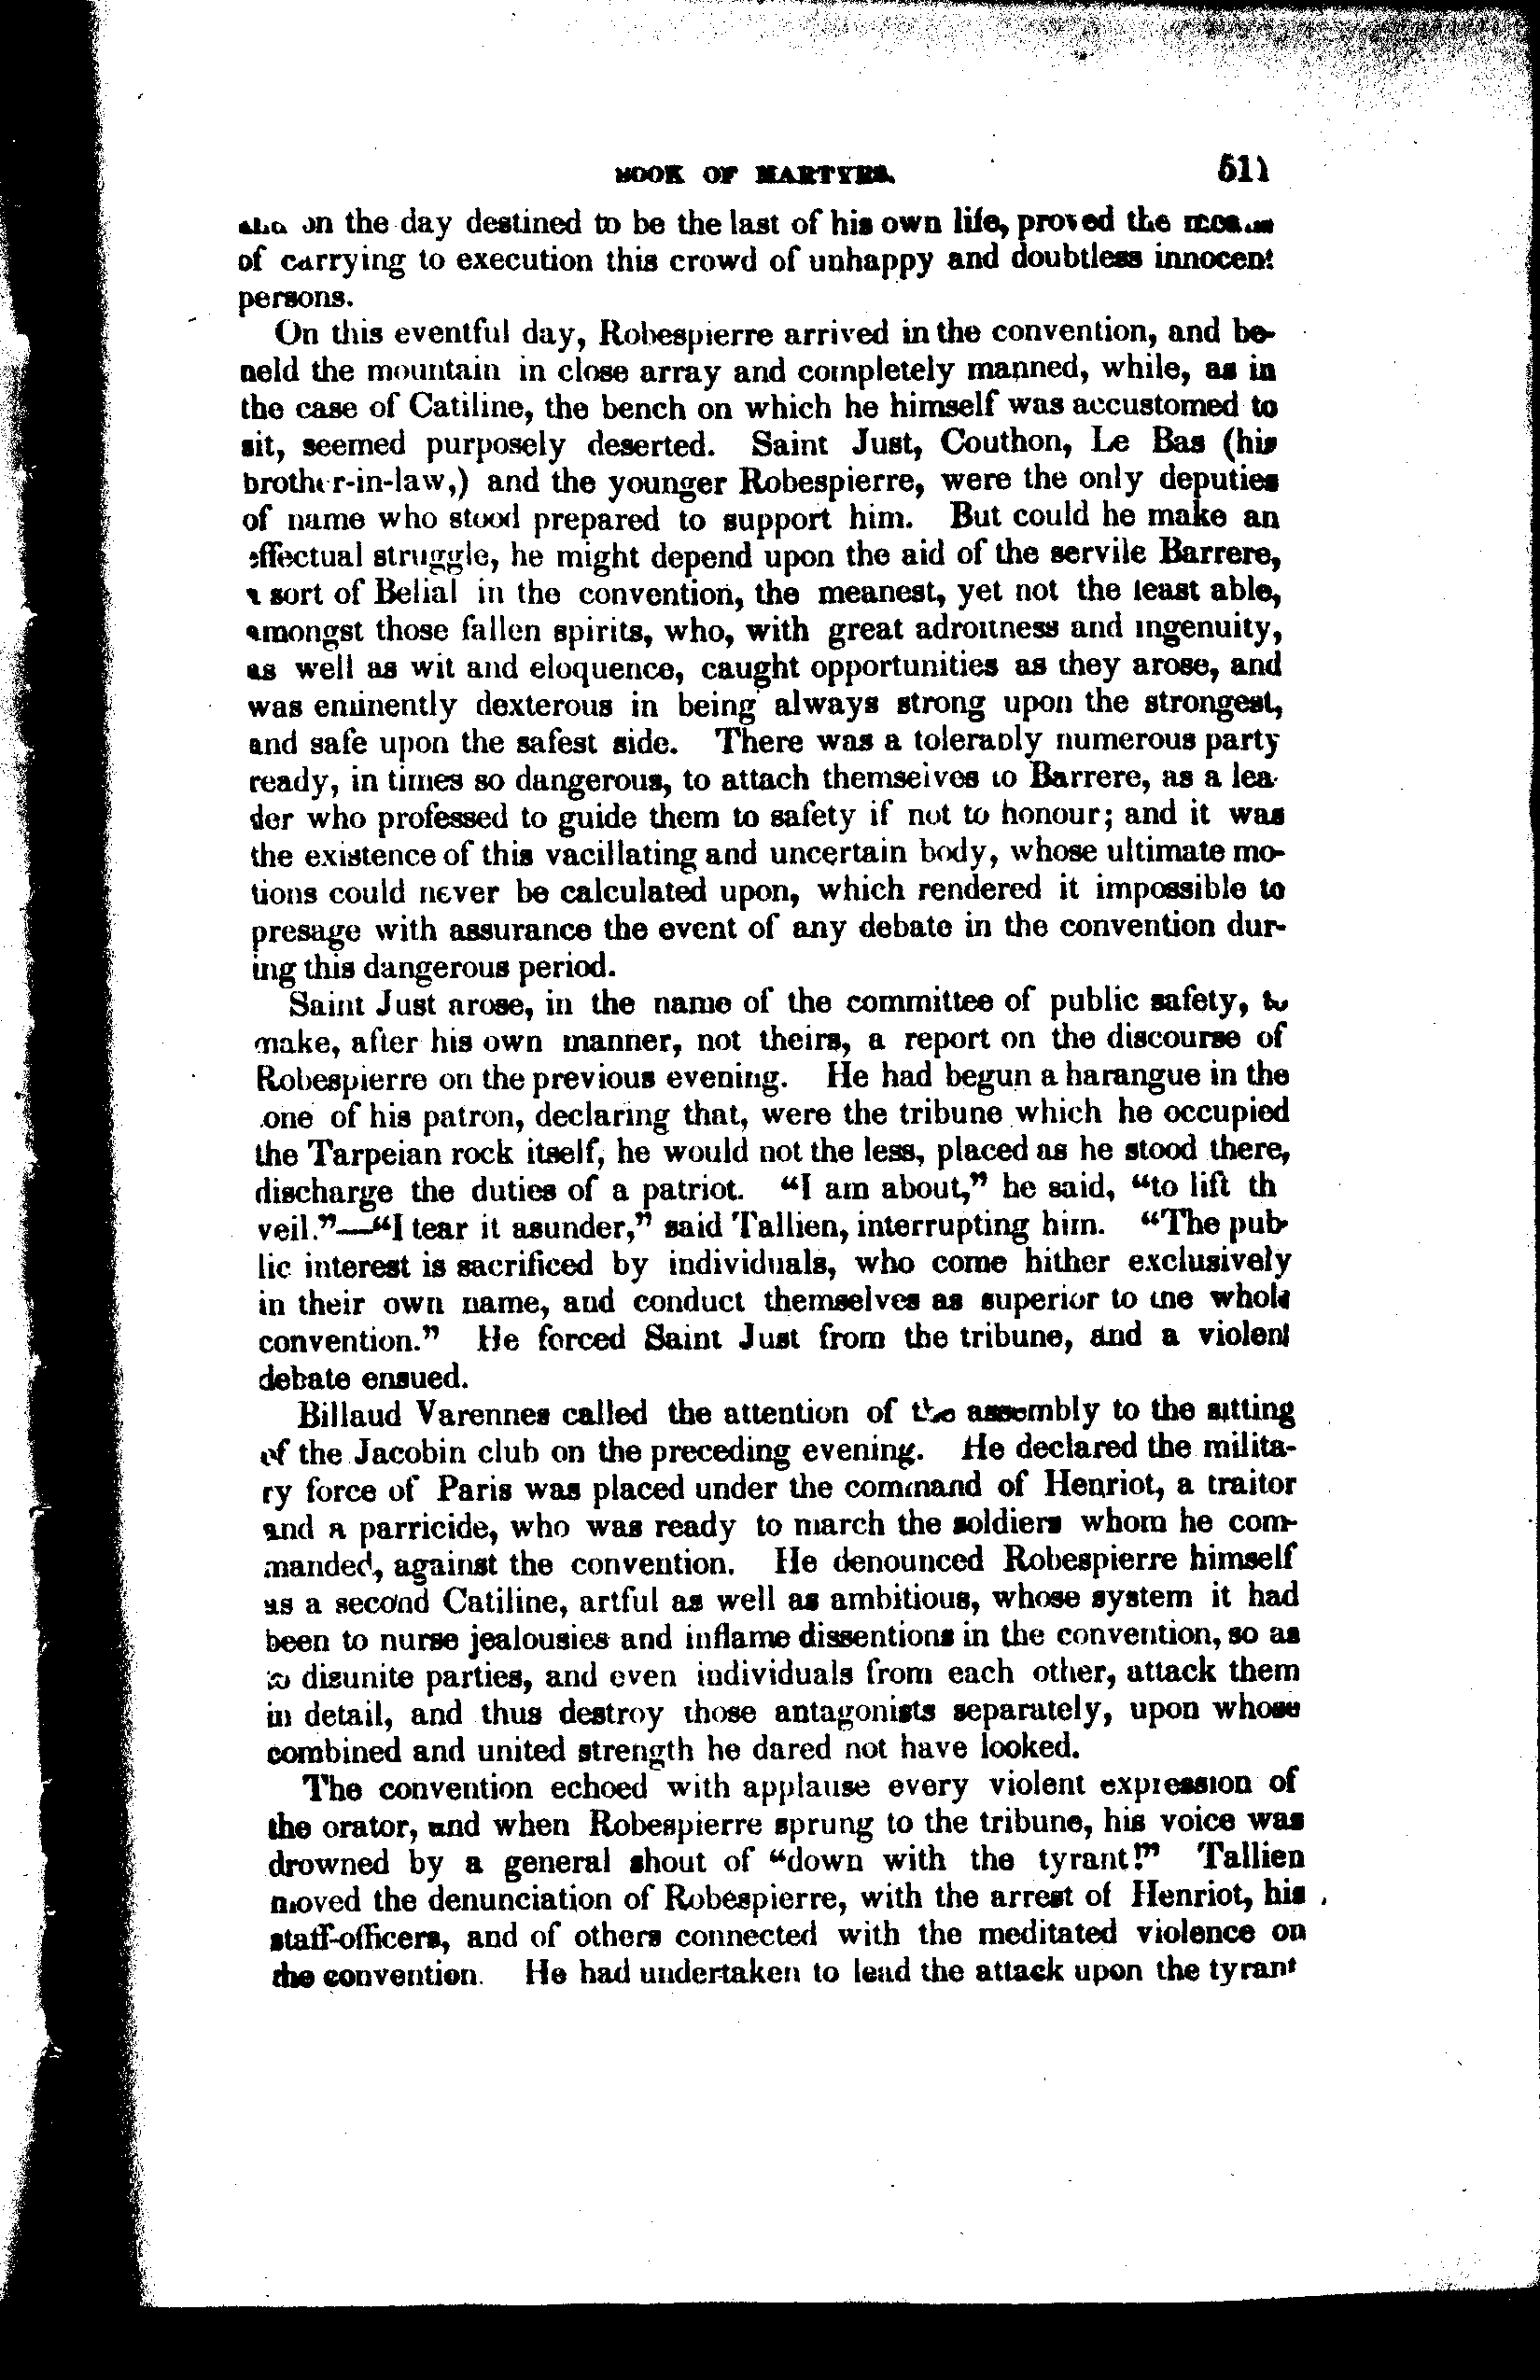 BOOK OF MARTYRS. 511
on the day destined to be the last of his own life, proved the means
of carrying to execution this crowd of unhappy and doubtless innocent
persons.
On this eventful day, Robespierre arrived in the convention, and be-
held the mountain in close array and completely manned, while, as in
the case of Catiline, the bench on which he himself was accustomed to
sit, seemed purposely deserted. Saint Just, Couthon, Le Bas (his
brother-in-law,) and the younger Robespierre, were the only deputies
of name who stood prepared to support him. But could he make an
effectual struggle, he might depend upon the aid of the servile Barrere,
a sort of Belial in the convention, the meanest, yet not the least able,
amongst those fallen spirits, who, with great adroitness and ingenuity,
as well as wit and eloquence, caught opportunities as they arose, and
was eminently dexterous in being always strong upon the strongest,
and safe upon the safest side. There was a tolerably numerous party
ready, in times so dangerous, to attach themselves to Barrere, as a lea-
der who professed to guide them to safety if not to honour; and it was
the existence of this vacillating and uncertain body, whose ultimate mo-
tions could never be calculated upon, which rendered it impossible to
presage with assurance the event of any debate in the convention dur-
ing this dangerous period.
Saint Just arose, in the name of the committee of public safety, to
make, after his own manner, not theirs, a report on the discourse of
Robespierre on the previous evening. He had begun a harangue in the
tone of his patron, declaring that, were the tribune which he occupied
the Tarpeian rock itself, he would not the less, placed as he stood there,
discharge the duties of a patriot. “I am about,” he said, “to lift th
veil.”—“I tear it asunder,” said Tallien, interrupting him. “The pub-
lic interest is sacrificed by individuals, who come hither exclusively
in their own name, and conduct themselves as superior to the whole
convention.” He forced Saint Just from the tribune, and a violent
debate ensued.
Billaud Varennes called the attention of the assembly to the sitting
of the Jacobin club on the preceding evening. He declared the milita-
ry force of Paris was placed under the command of Henriot, a traitor
and a parricide, who was ready to march the soldiers whom he com-
manded, against the convention. He denounced Robespierre himself
as a second Catiline, artful as well as ambitious, whose system it had
been to nurse jealousies and inflame dissentions in the convention, so as
to disunite parties, and even individuals from each other, attack them
in detail, and thus destroy those antagonists separately, upon whose
combined and united strength he dared not have looked.
The convention echoed with applause every violent expression of
the orator, and when Robespierre sprung to the tribune, his voice was
drowned by a general shout of “down with the tyrant!” Tallien
moved the denunciation of Robespierre, with the arrest of Henriot, his
staff-officers, and of others connected with the meditated violence on
the convention. He had undertaken to lead the attack upon the tyrant